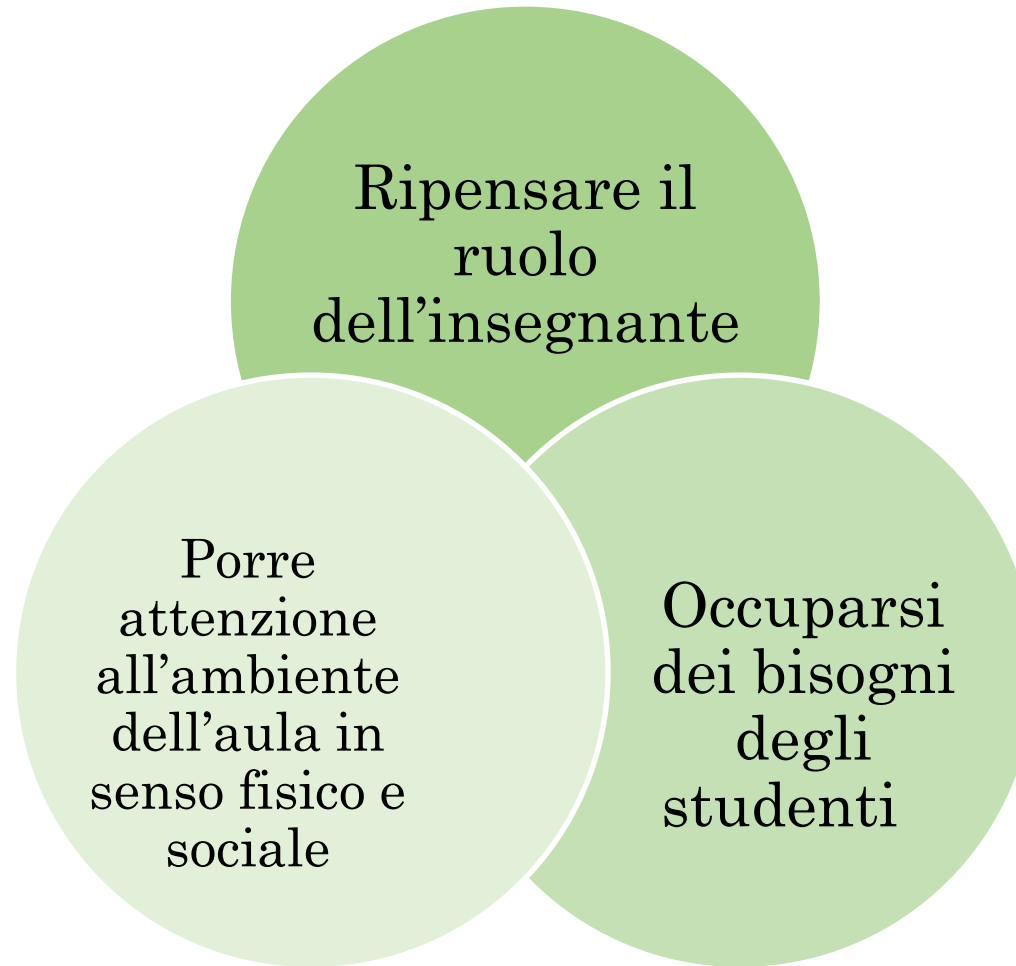 Ripensare il
ruolo
dell’insegnante
Porre
attenzione
all’ambiente
dell’aula in
senso fisico e
sociale
Occuparsi
dei bisogni
degli
studenti